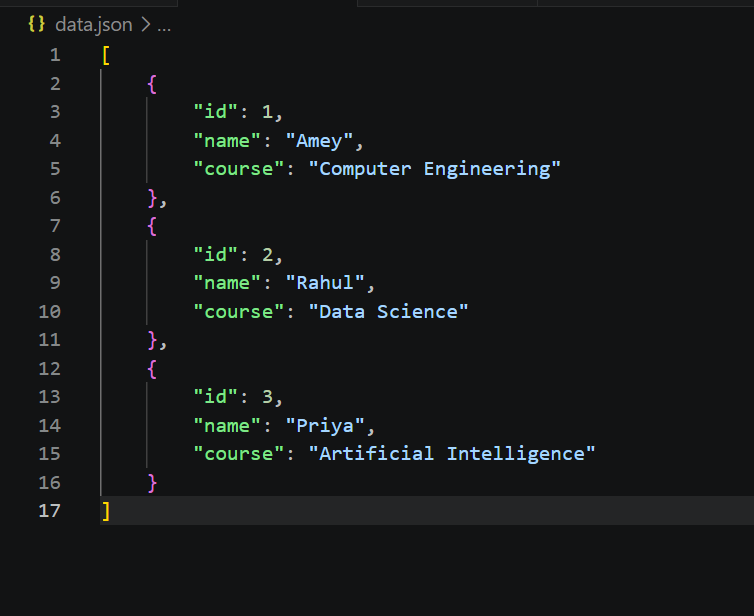 {} data.json > ...
1 [
2 {
3 "id": 1,
4 "name": "Amey",
5 "course": "Computer Engineering"
6 },
7 {
8 "id": 2,
9 "name": "Rahul",
10 "course": "Data Science"
11 },
12 {
13 "id": 3,
14 "name": "Priya",
15 "course": "Artificial Intelligence"
16 }
17 ]